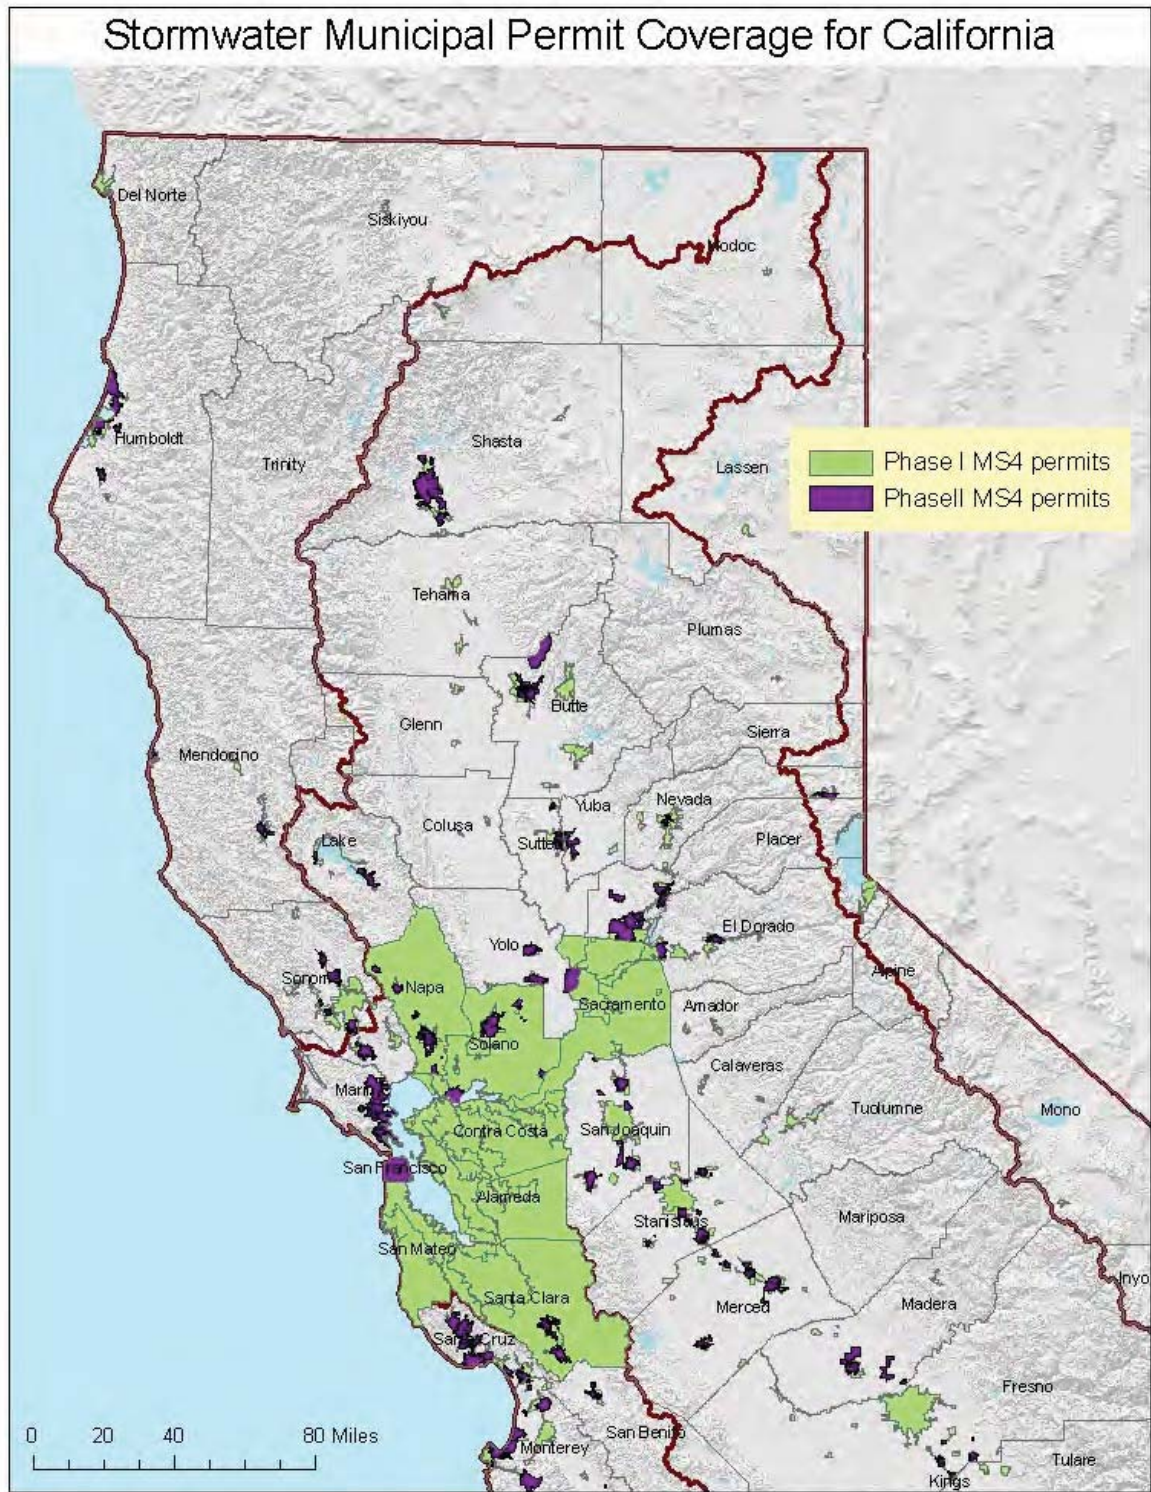 Stormwater Municipal Permit Coverage for California
Del Norte
Siskiyou
Modoc
Humboldt
Trinity
Shasta
Lassen
Phase I MS4 permits
PhaseII MS4 permits
Tehama
Plumas
Butte
Glenn
Sierra
Mendocino
Yuba
Nevada
Colusa
Lake
Sutter
Placer
El Dorado
Yolo
Sonoma
Napa
Alpine
Sacramento
Amador
Solano
Calaveras
Marin
Tuolumne
Mono
Contra Costa
San Joaquin
San Francisco
Alameda
Stanislaus
Mariposa
San Mateo
Inyo
Santa Clara
Merced
Madera
Santa Cruz
Fresno
San Benito
Monterey
Tulare
Kings
0 20 40 80 Miles